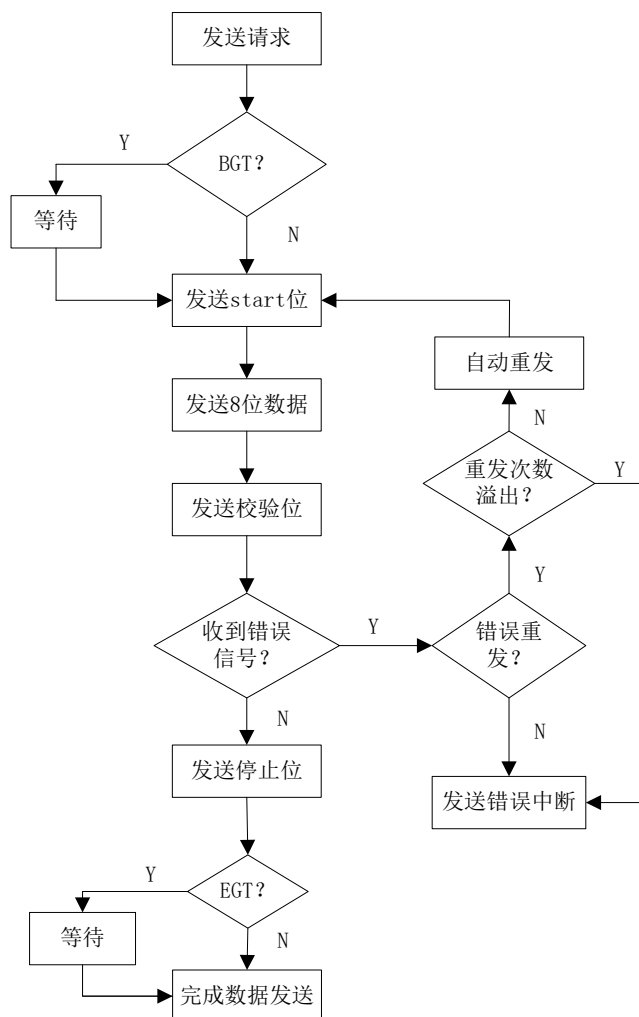 发送请求
Y
BGT？
等待
N
发送start位
自动重发
发送8位数据
N
重发次数
溢出？
Y
发送校验位
Y
收到错误
信号？
Y
错误重
发？
N
N
发送停止位
发送错误中断
Y
EGT？
等待
N
完成数据发送